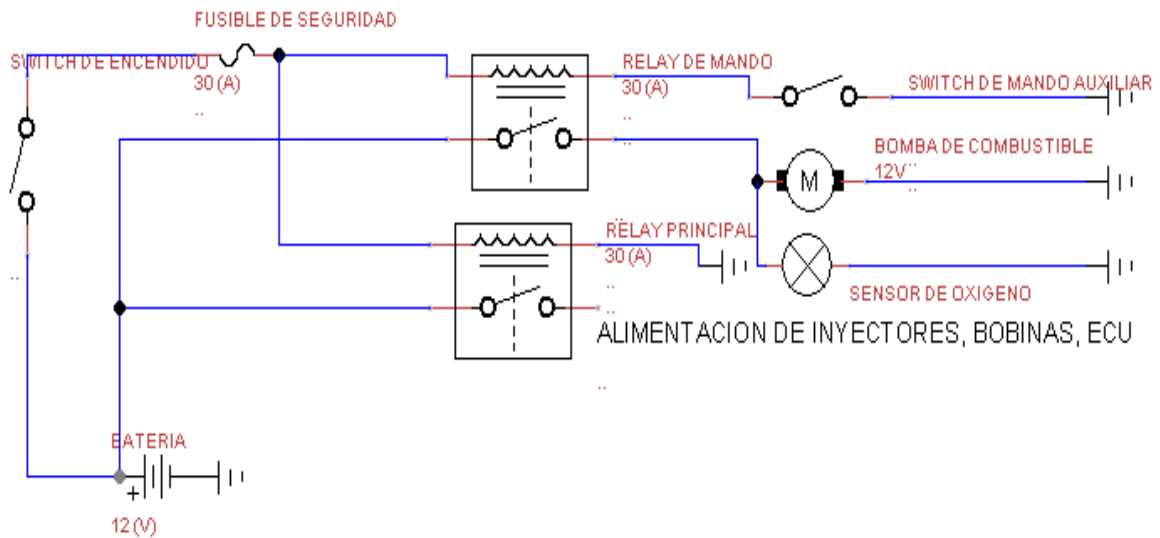 FUSIBLE DE SEGURIDAD
SWITCH DE ENCENDIDO
30 (A)
RELAY DE MANDO
30 (A)
SWITCH DE MANDO AUXILIAR
BOMBA DE COMBUSTIBLE
12V
M
RELAY PRINCIPAL
30 (A)
SENSOR DE OXIGENO
ALIMENTACION DE INYECTORES, BOBINAS, ECU
BATERIA
+
12 (V)